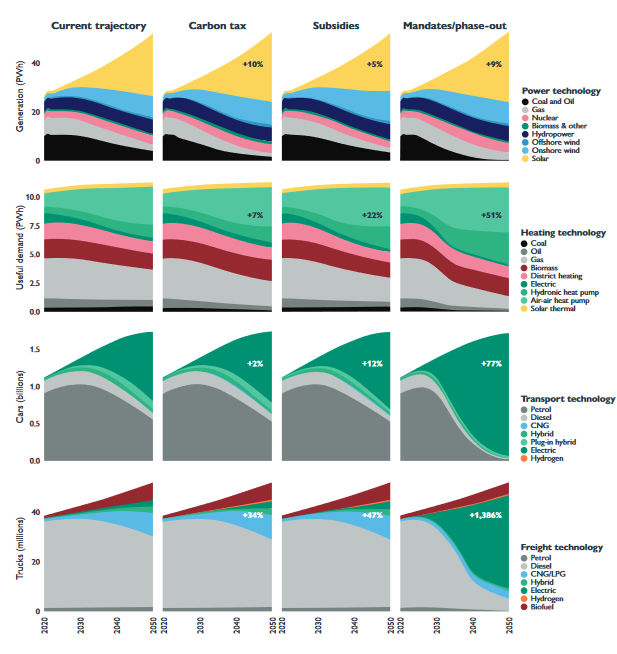 Current trajectory
Carbon tax
Subsidies
Mandates/phase-out
Generation (PWh)
40
20
0
+10%
+5%
+9%
Power technology
Coal and Oil
Gas
Nuclear
Biomass & other
Hydropower
Offshore wind
Onshore wind
Solar
Useful demand (PWh)
10.0
7.5
5.0
2.5
0.0
+7%
+22%
+51%
Heating technology
Coal
Oil
Gas
Biomass
District heating
Electric
Hydronic heat pump
Air-air heat pump
Solar thermal
Cars (billions)
1.5
1.0
0.5
0.0
+2%
+12%
+77%
Transport technology
Petrol
Diesel
CNG
Hybrid
Plug-in hybrid
Electric
Hydrogen
Trucks (millions)
40
20
0
+34%
+47%
+1,386%
Freight technology
Petrol
Diesel
CNG/LPG
Hybrid
Electric
Hydrogen
Biofuel
2020
2030
2040
2050
2020
2030
2040
2050
2020
2030
2040
2050
2020
2030
2040
2050